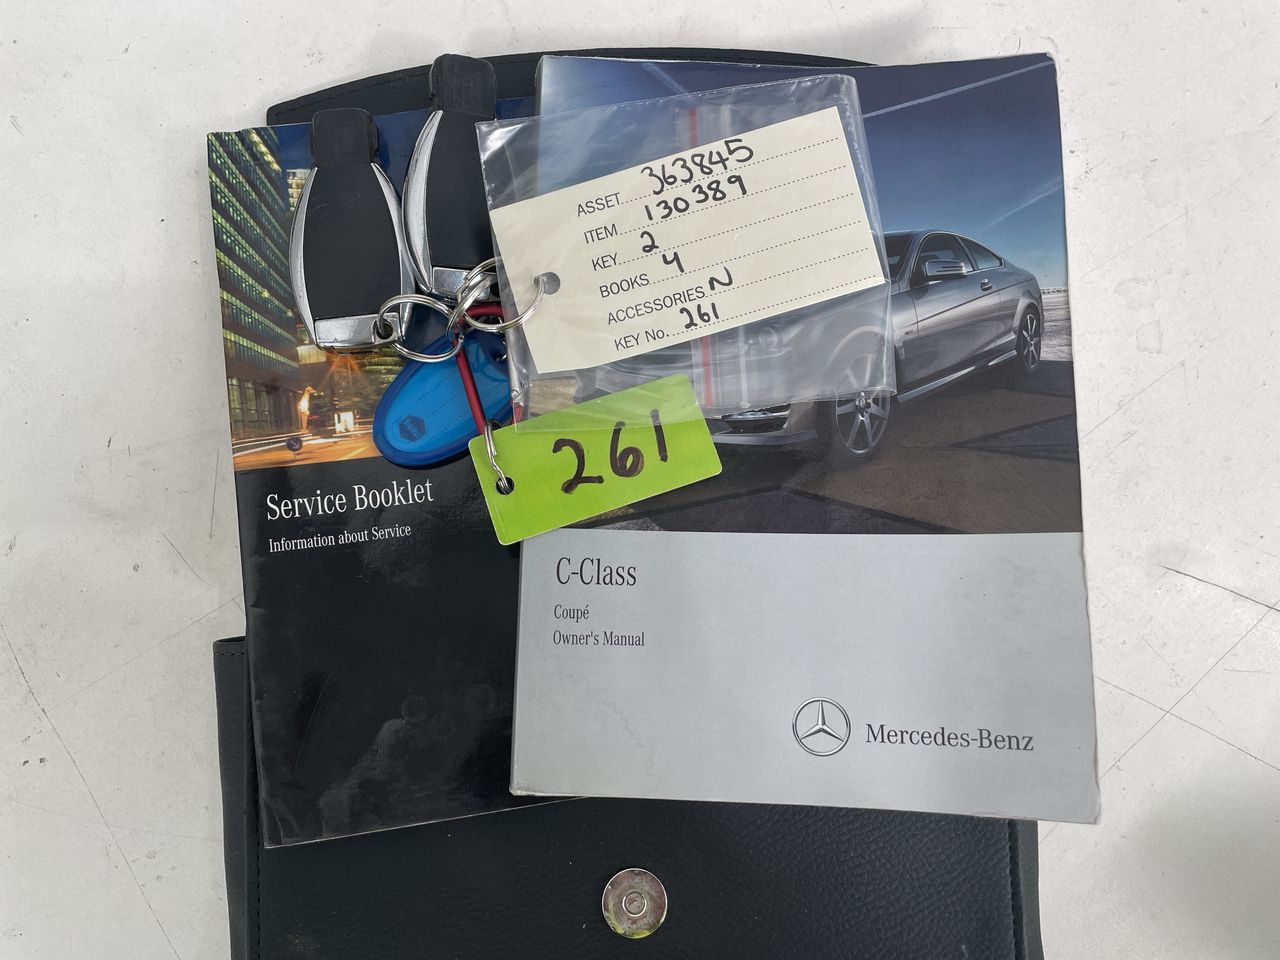 ASSET 363845
ITEM 130389
KEY 2
BOOKS 4
ACCESSORIES N
KEY No. 261
261
Service Booklet
Information about Service
C-Class
Coupé
Owner's Manual
Mercedes-Benz